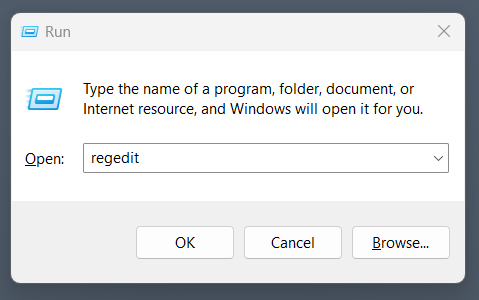 Run
Type the name of a program, folder, document, or
Internet resource, and Windows will open it for you.
Open: regedit
OK Cancel Browse...